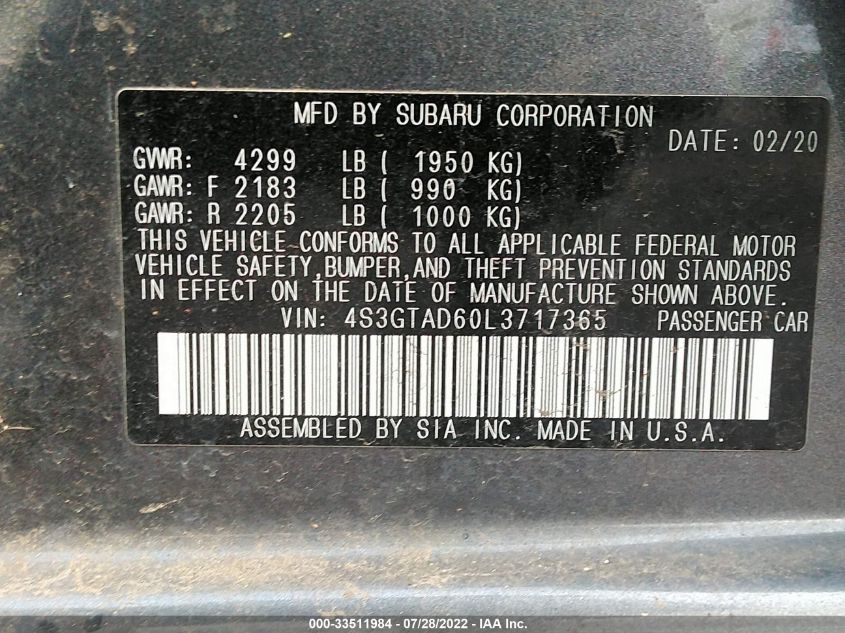 MFD BY SUBARU CORPORATION
DATE: 02/20
GVWR: 4299 LB ( 1950 KG)
GAWR: F 2183 LB ( 990 KG)
GAWR: R 2205 LB ( 1000 KG)
THIS VEHICLE CONFORMS TO ALL APPLICABLE FEDERAL MOTOR
VEHICLE SAFETY, BUMPER, AND THEFT PREVENTION STANDARDS
IN EFFECT ON THE DATE OF MANUFACTURE SHOWN ABOVE.
VIN: 4S3GTAD60L3717365 PASSENGER CAR
ASSEMBLED BY SIA INC. MADE IN U.S.A.
000-33511984 - 07/28/2022 - IAA Inc.